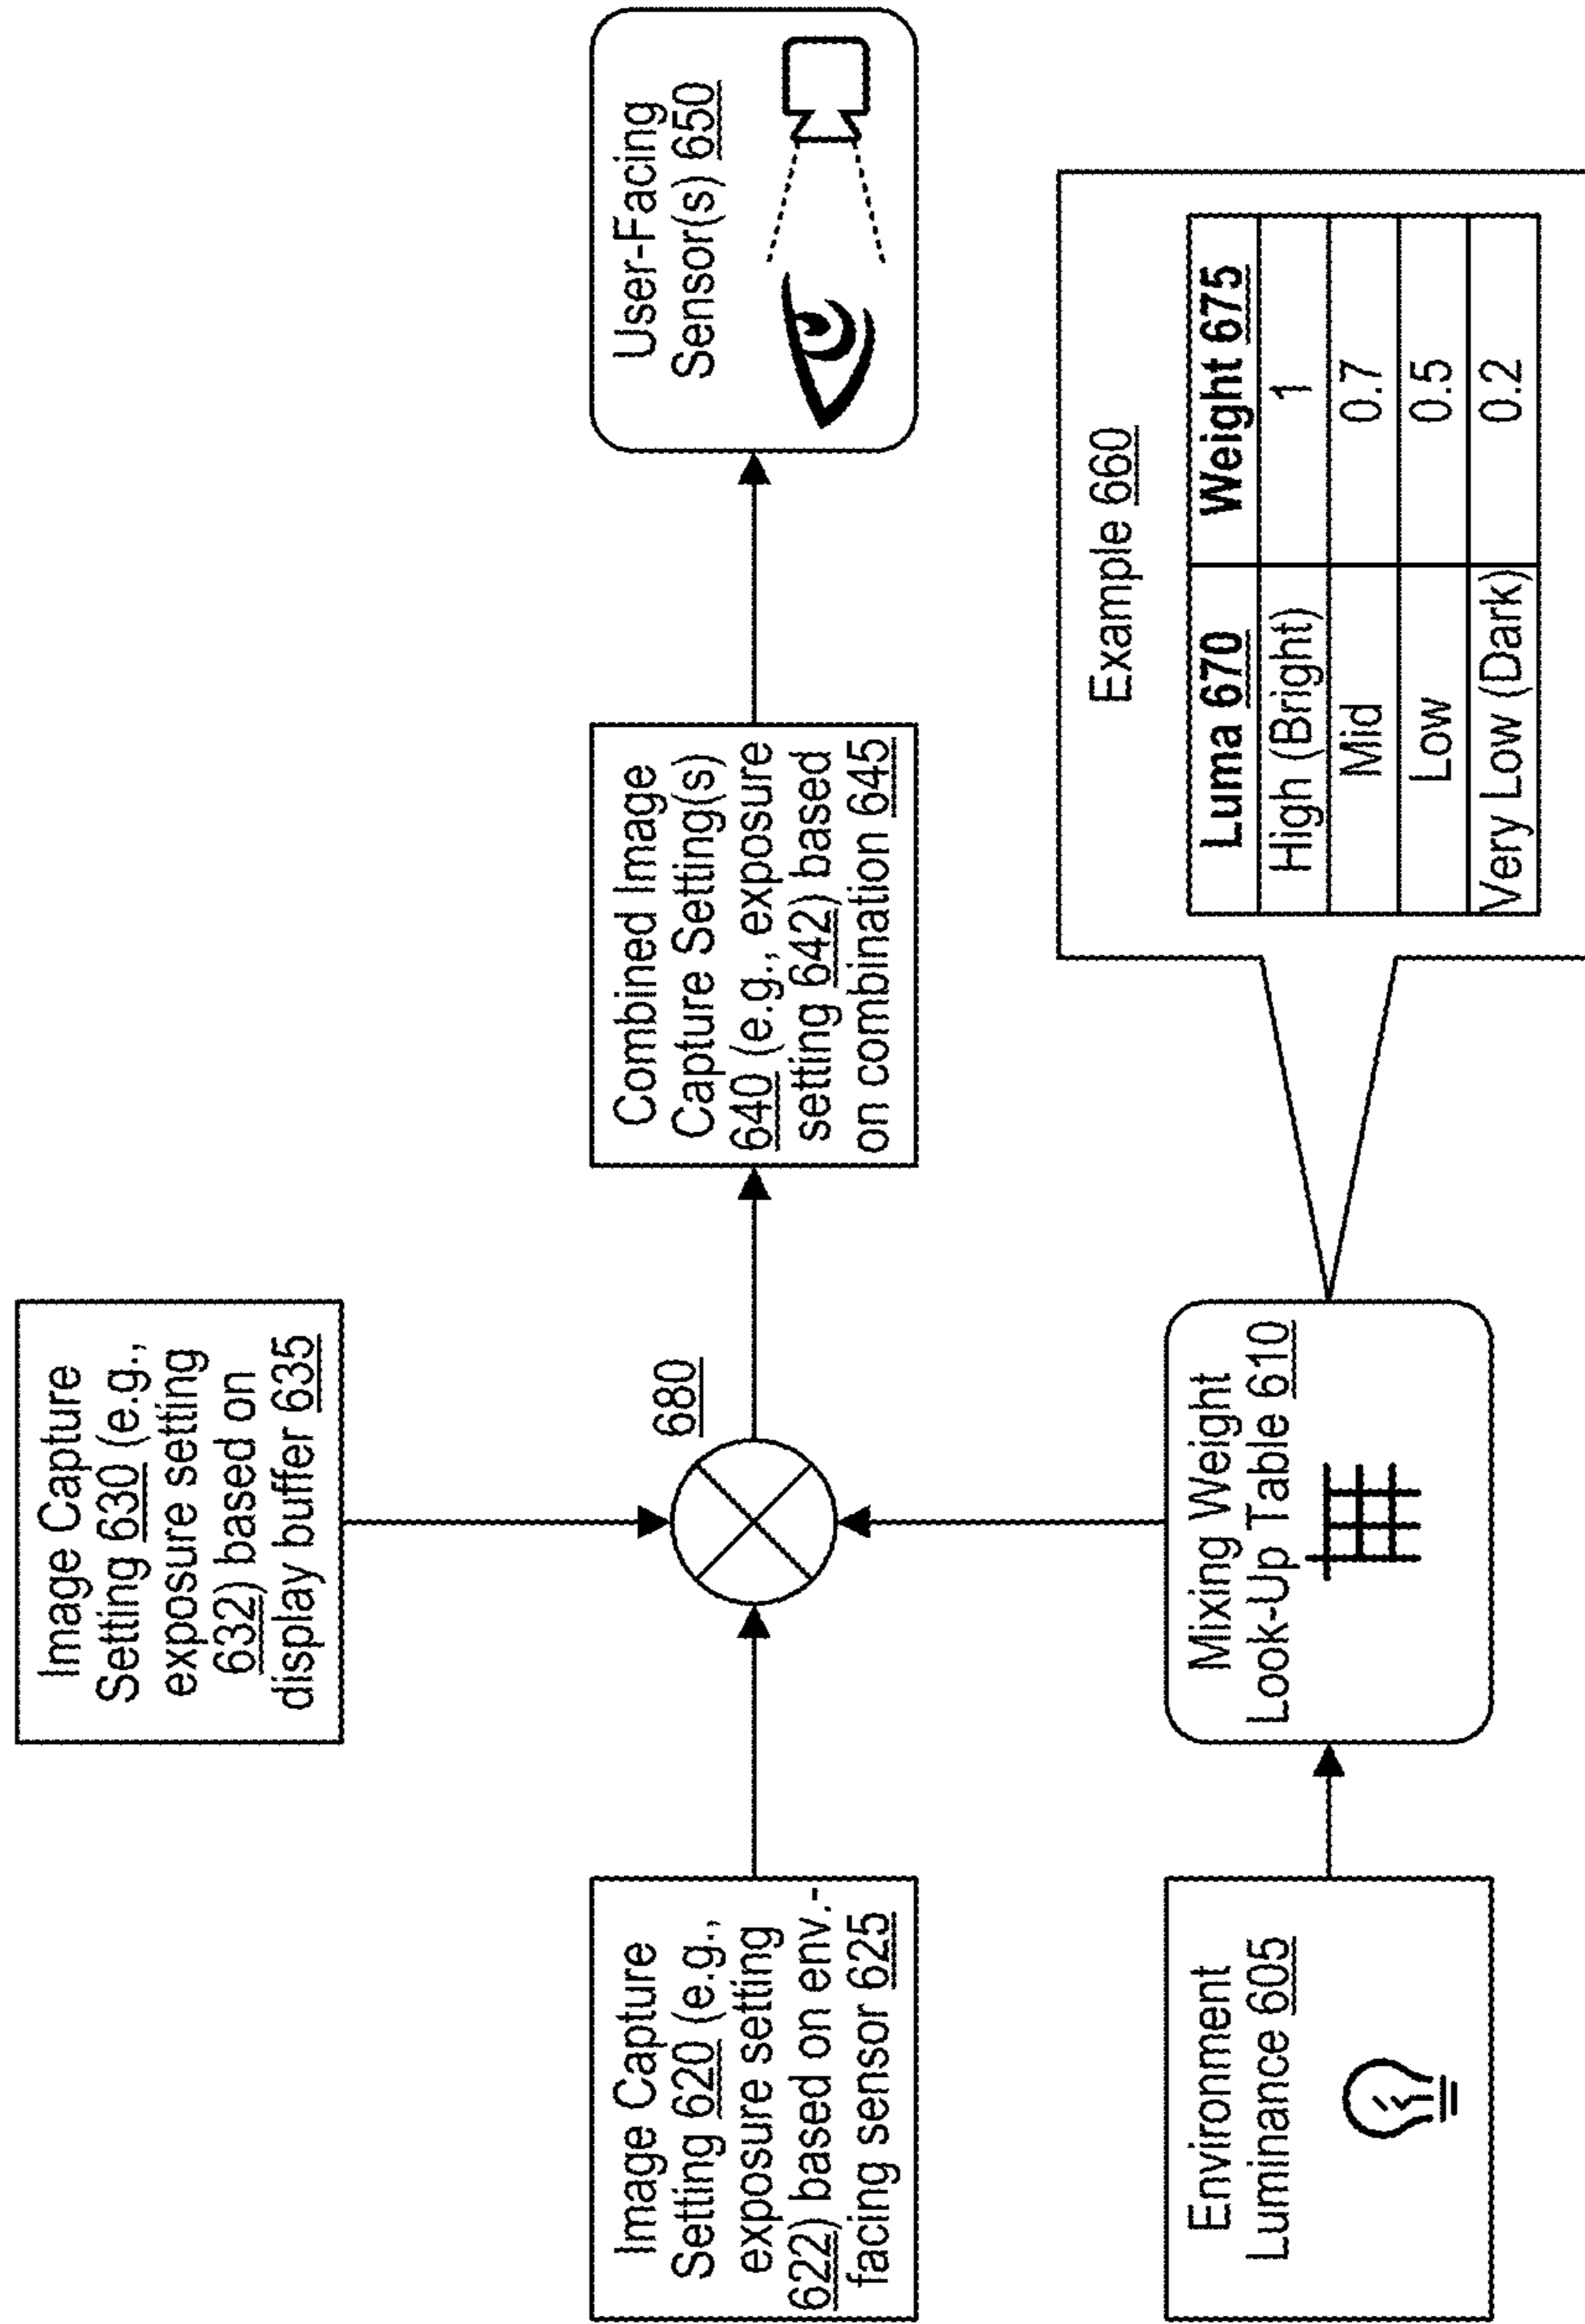 Image Capture
Setting 630 (e.g.,
exposure setting
632) based on
display buffer 635
Image Capture
Setting 620 (e.g.,
exposure setting
622) based on env.-
facing sensor 625
680
Combined Image
Capture Setting(s)
640 (e.g., exposure
setting 642) based
on combination 645
User-Facing
Sensor(s) 650
Environment
Luminance 605
Mixing Weight
Look-Up Table 610
Example 660
Luma 670 Weight 675
High (Bright) 1
Mid 0.7
Low 0.5
Very Low (Dark) 0.2